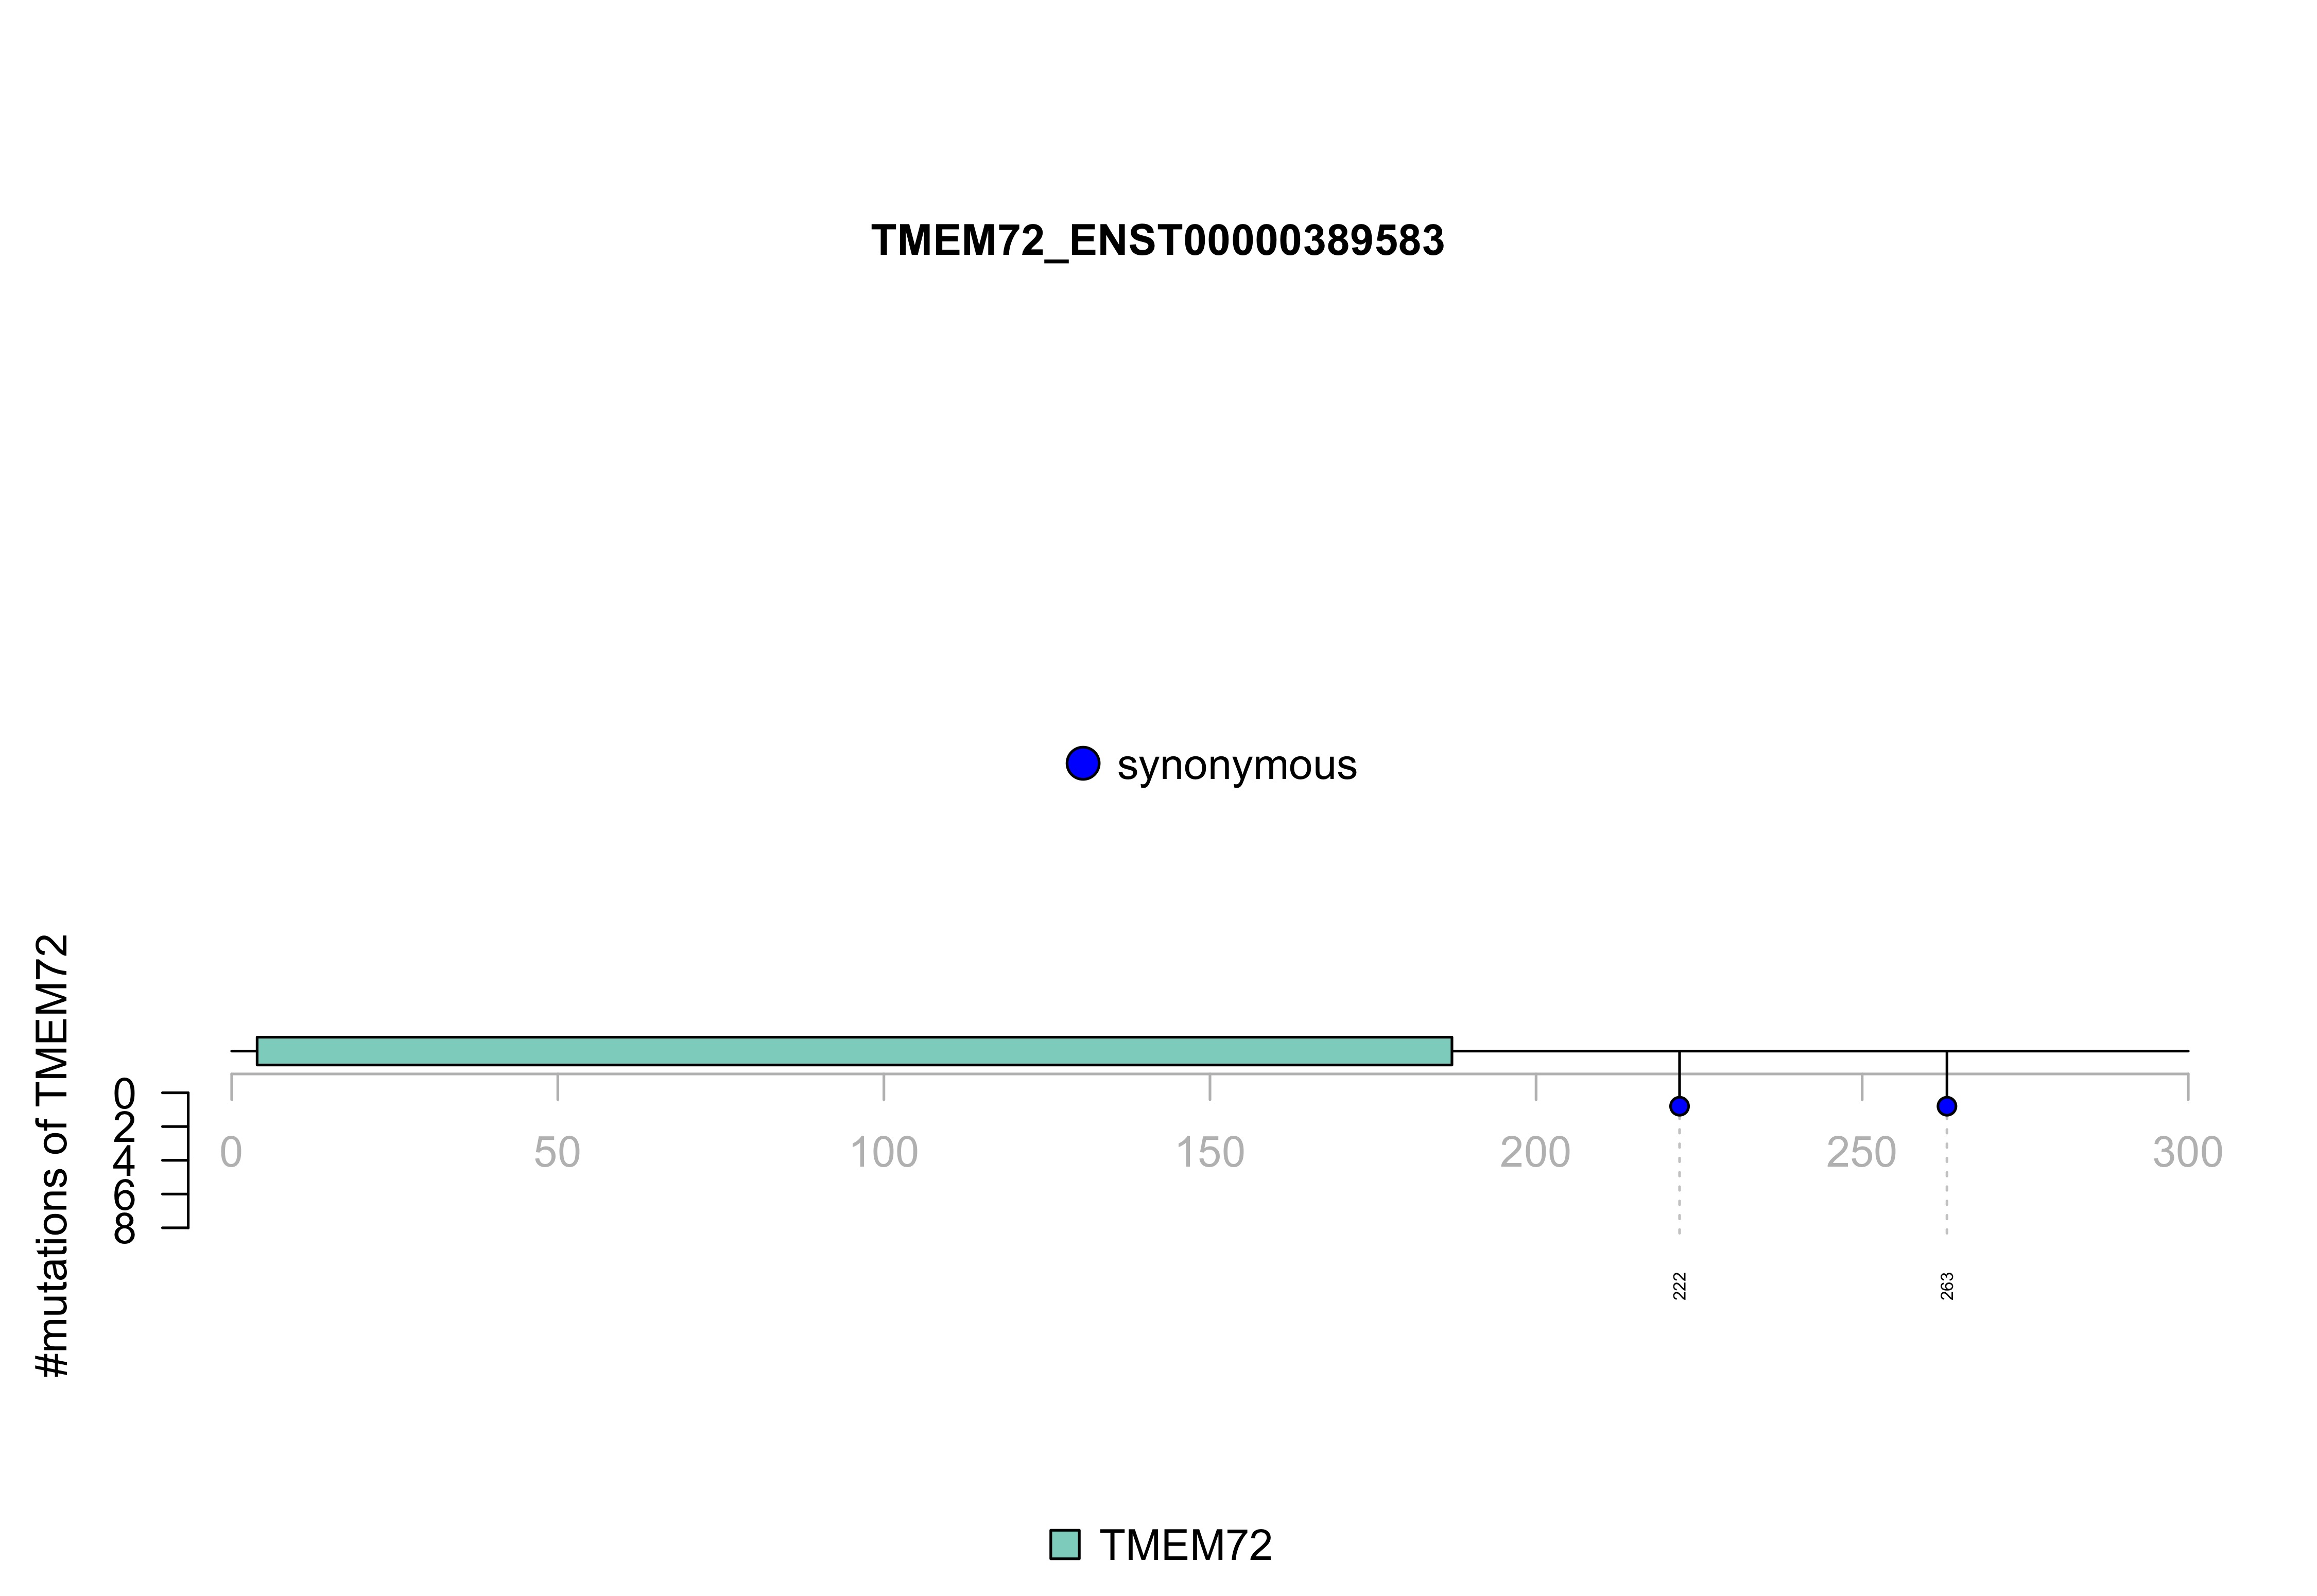 TMEM72_ENST00000389583
synonymous
#mutations of TMEM72
0
2
4
6
8
0 50 100 150 200 250 300
222 263
TMEM72